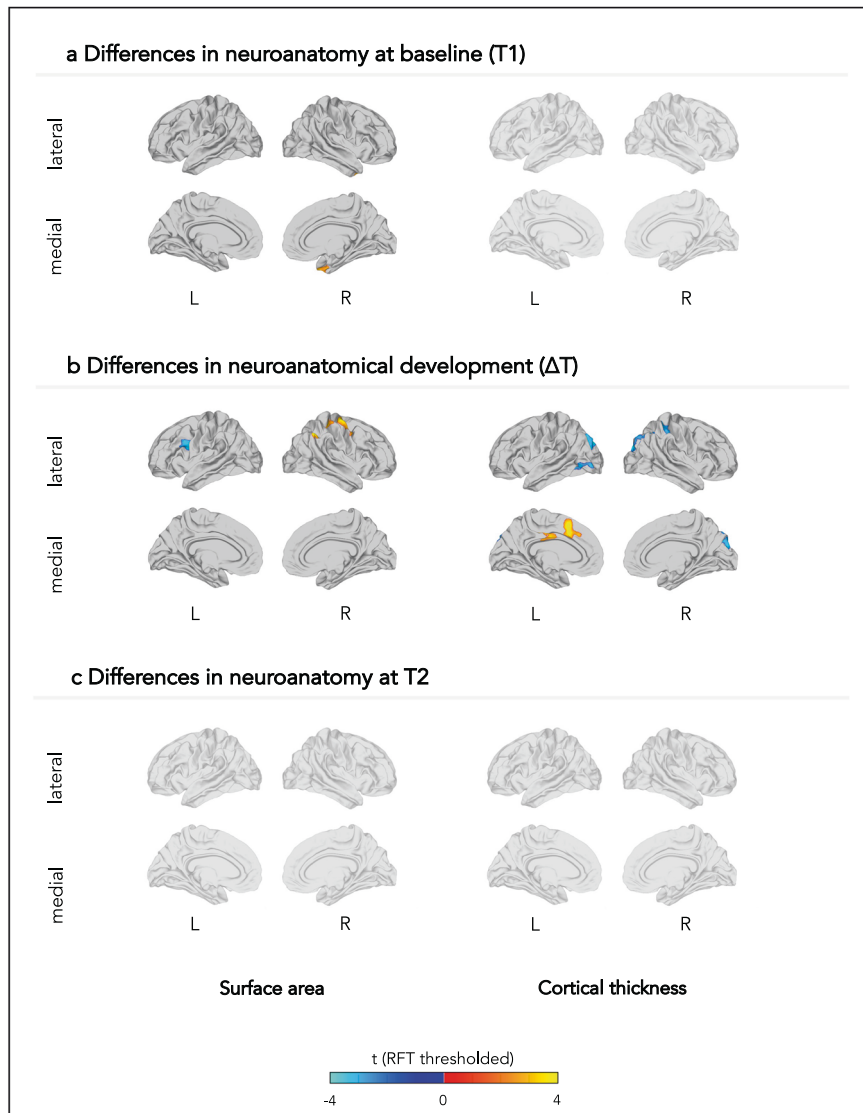 a Differences in neuroanatomy at baseline (T1)
lateral
medial
L R
b Differences in neuroanatomical development (ΔT)
lateral
medial
L R L R
c Differences in neuroanatomy at T2
lateral
medial
L R L R
Surface area Cortical thickness
t (RFT thresholded)
-4 0 4